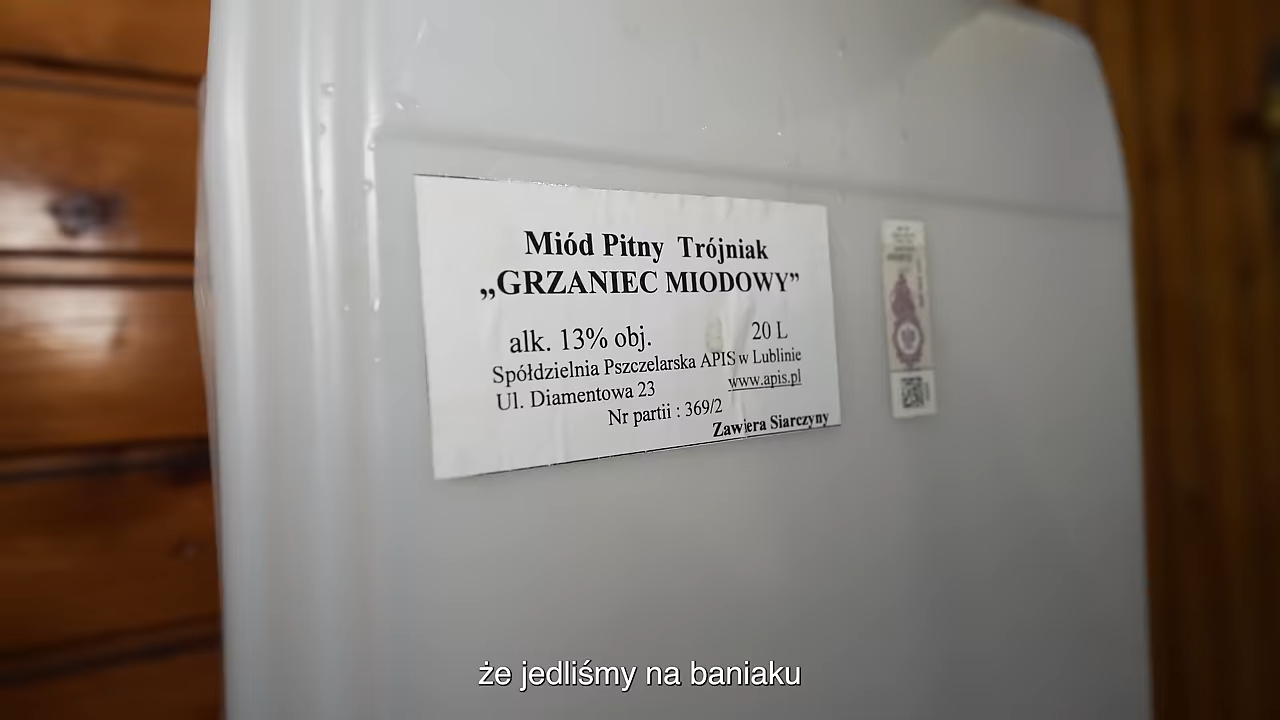 Miód Pitny Trójniak
„GRZANIEC MIODOWY”
alk. 13% obj. 20 L
Spółdzielnia Pszczelarska APIS w Lublinie
Ul. Diamentowa 23 www.apis.pl
Nr partii : 369/2
Zawiera Siarczyny
że jedliśmy na baniaku